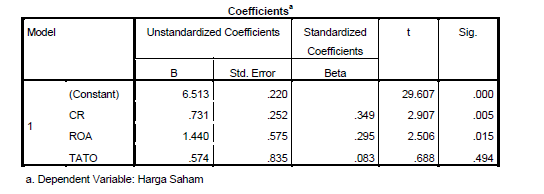 Coefficientsa
Model Unstandardized Coefficients Standardized Coefficients t Sig.
B Std. Error Beta
(Constant) 6.513 .220 29.607 .000
CR .731 .252 .349 2.907 .005
1 ROA 1.440 .575 .295 2.506 .015
TATO .574 .835 .083 .688 .494
a. Dependent Variable: Harga Saham